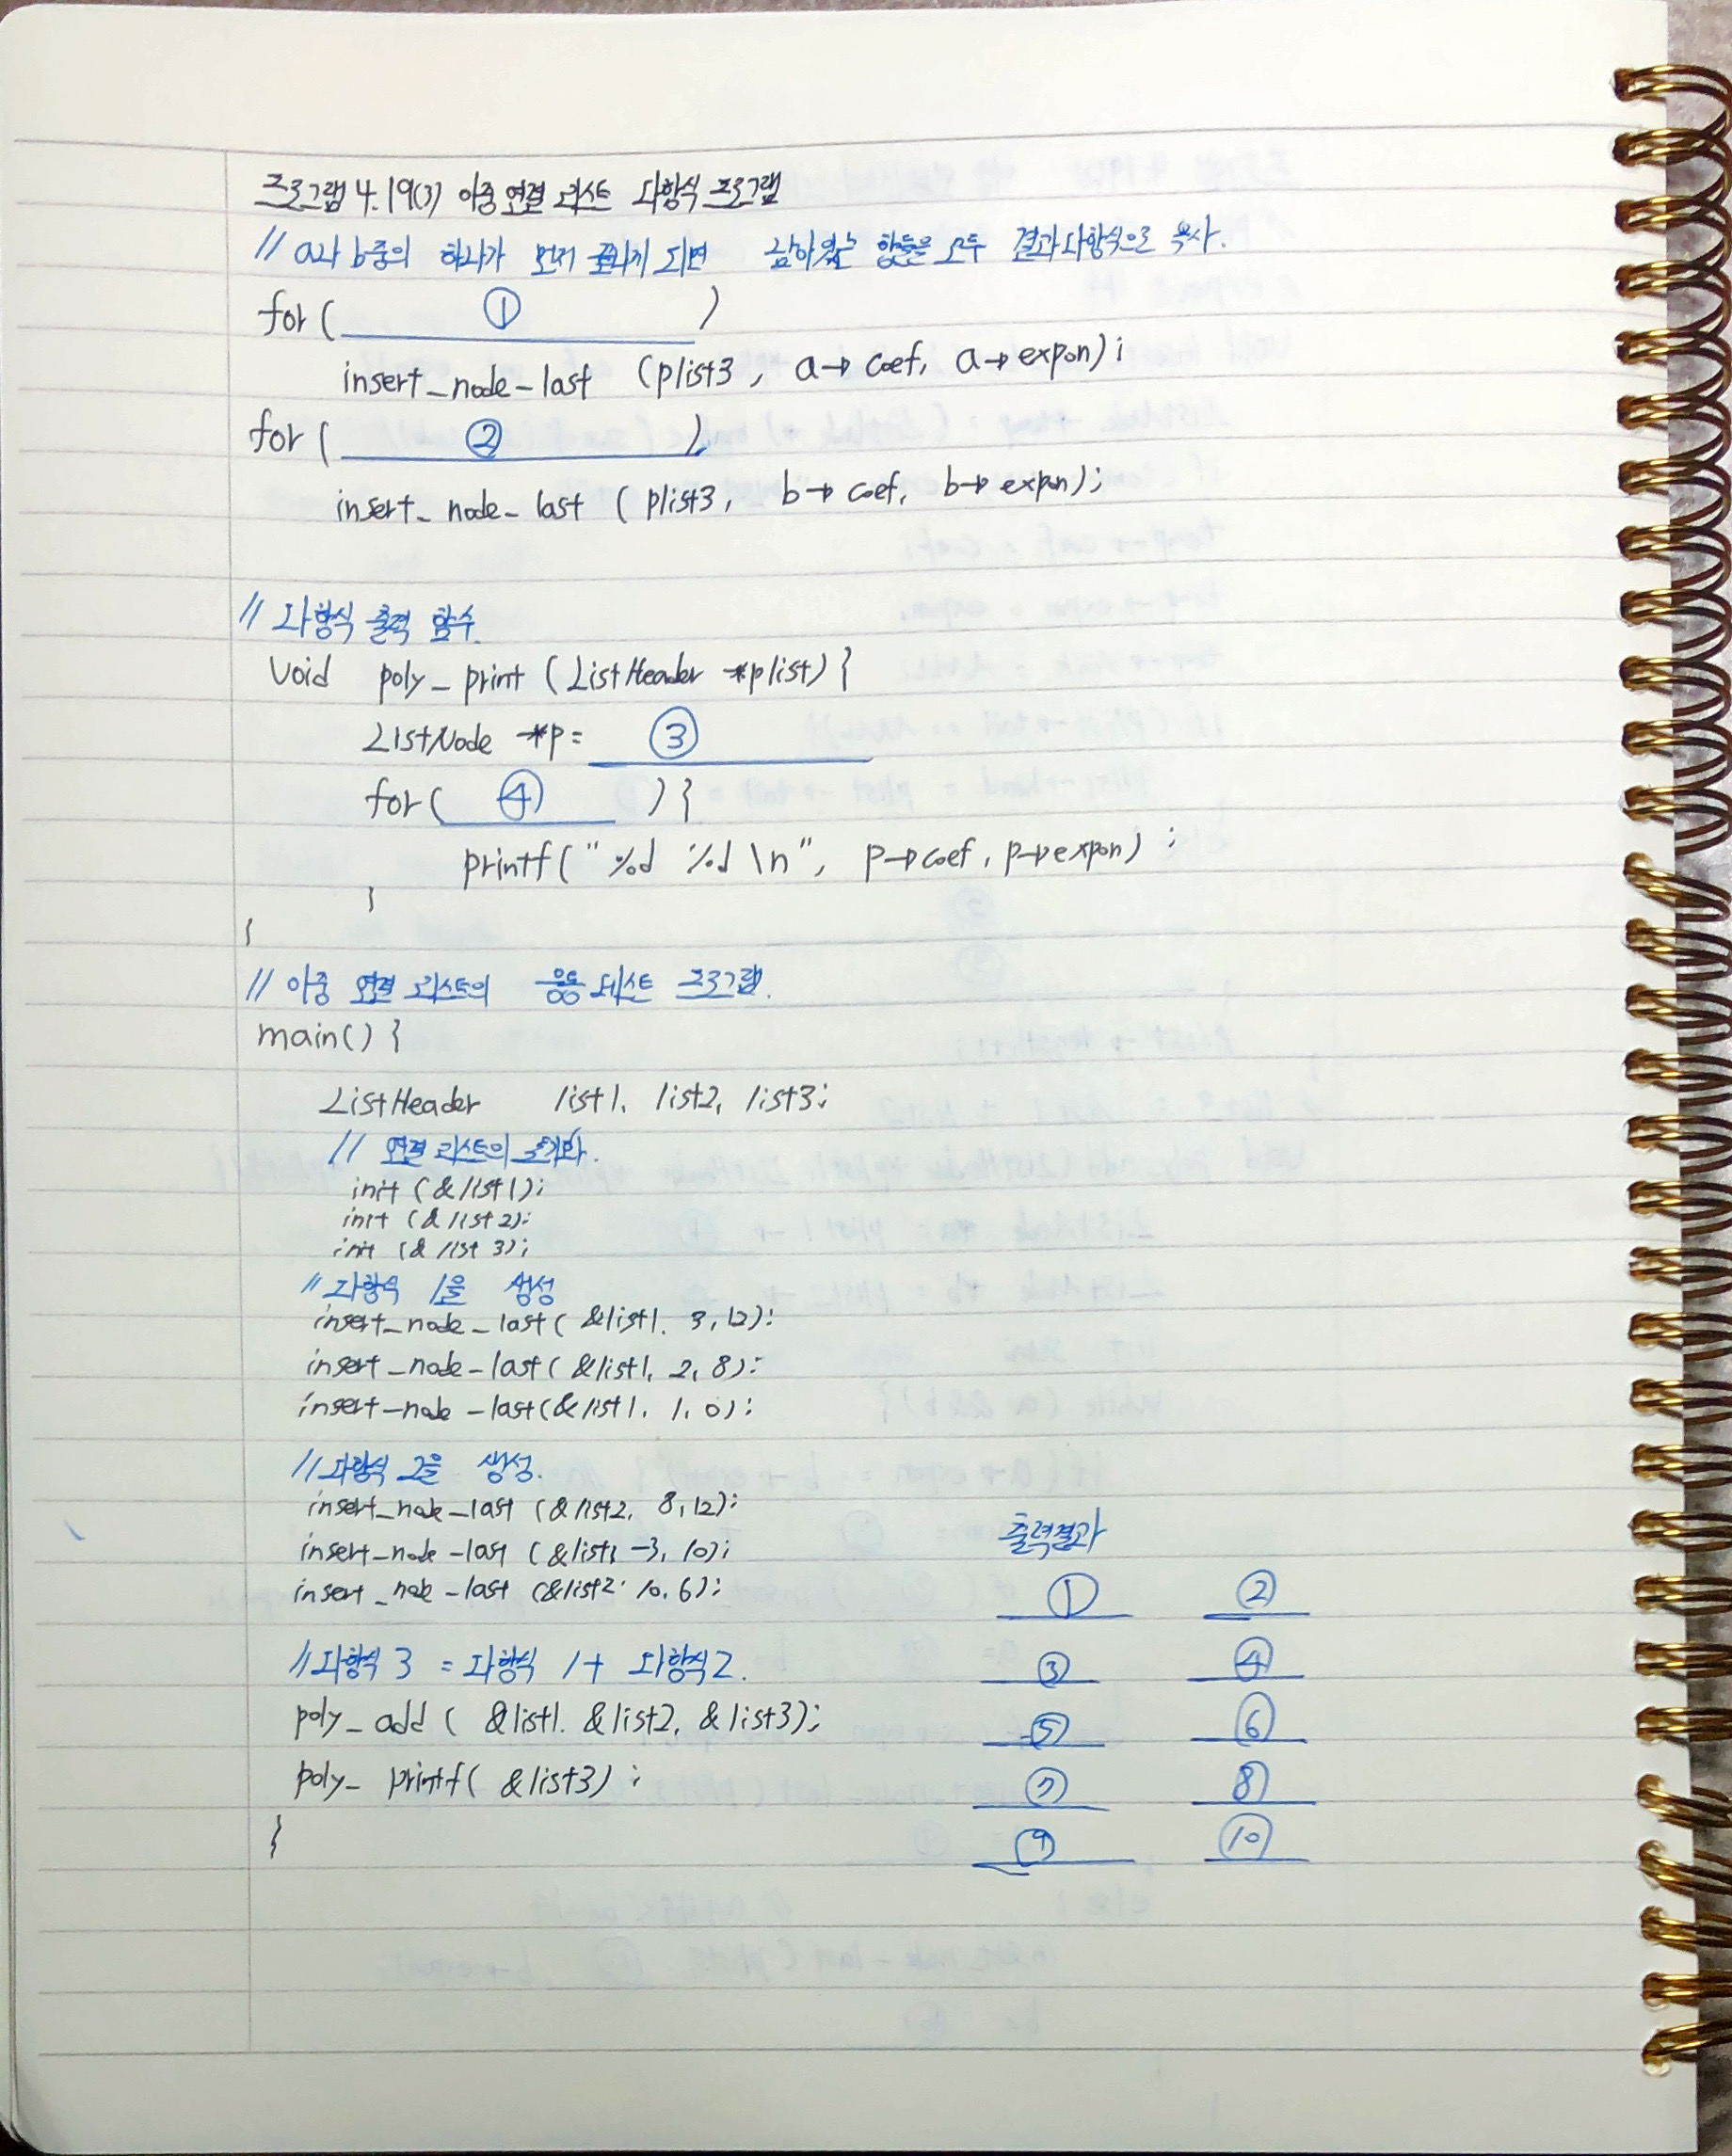 프로그램 4.19(3) 이중 연결 리스트 다항식 프로그램
// a나 b중의 하나가 먼저 끝나게 되면 남아있는 항들을 모두 결과 다항식으로 복사.
for ( ① )
insert_node_last (plist3, a→coef, a→expon);
for ( ② )
insert_node_last (plist3, b→coef, b→expon);
// 다항식 출력 함수.
void poly_print (ListHeader *plist) {
ListNode *p = ③
for ( ④ ) {
printf("%d %d \n", p→coef, p→expon);
}
}
// 이중 연결 리스트의 응용 테스트 프로그램.
main() {
ListHeader list1, list2, list3;
// 연결 리스트의 초기화.
init (&list1);
init (&list2);
init (&list3);
// 다항식 1을 생성
insert_node_last(&list1, 3, 12);
insert_node_last(&list1, 2, 8);
insert_node_last(&list1, 1, 0);
// 다항식 2을 생성.
insert_node_last (&list2, 8, 12);
insert_node_last (&list, -3, 10);
insert_node_last (&list2, 10, 6);
출력결과
① ②
// 다항식 3 = 다항식 1 + 다항식2.
③ ④
poly_add ( &list1, &list2, &list3);
⑤ ⑥
poly_printf( &list3);
⑦ ⑧
}
⑨ ⑩